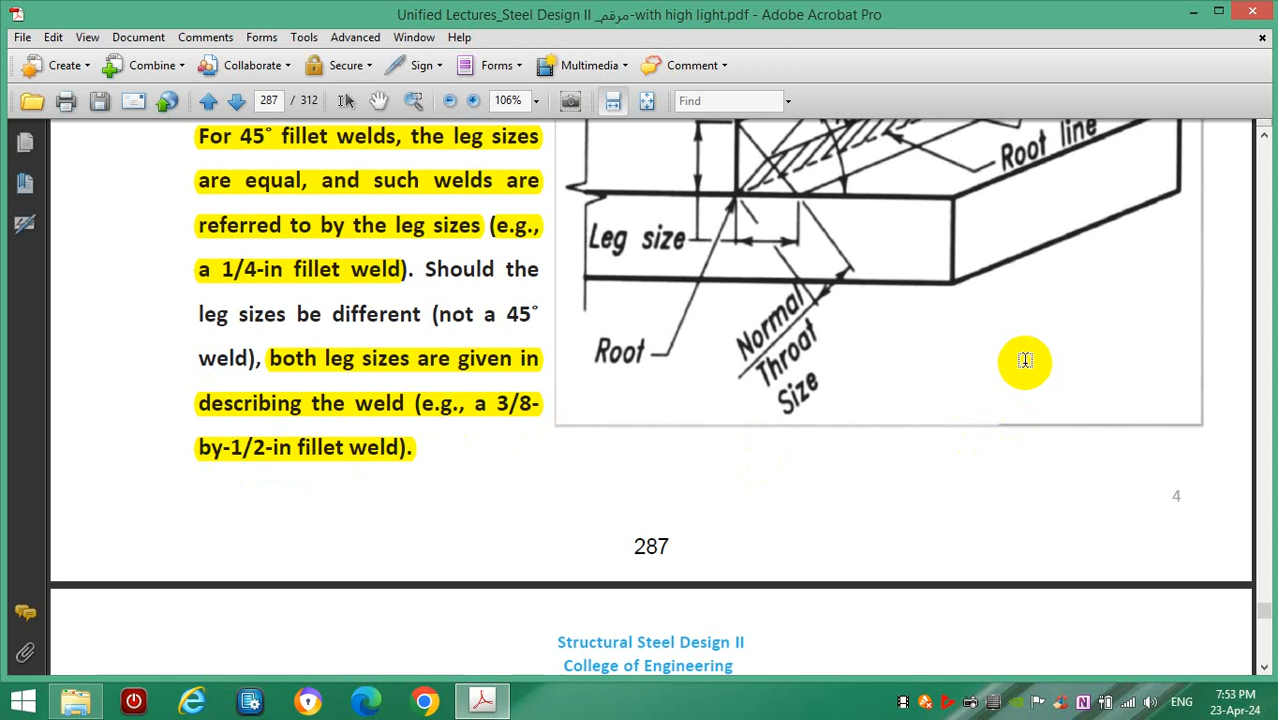 Unified Lectures_Steel Design II _مرقم-with high light.pdf - Adobe Acrobat Pro
File Edit View Document Comments Forms Tools Advanced Window Help
Create Combine Collaborate Secure Sign Forms Multimedia Comment
287 / 312 106% Find
For 45° fillet welds, the leg sizes
are equal, and such welds are
referred to by the leg sizes (e.g.,
a 1/4-in fillet weld). Should the
leg sizes be different (not a 45°
weld), both leg sizes are given in
describing the weld (e.g., a 3/8-
by-1/2-in fillet weld).
Root line
Leg size
Root
Normal
Throat
Size
4
287
Structural Steel Design II
College of Engineering
ENG
7:53 PM
23-Apr-24